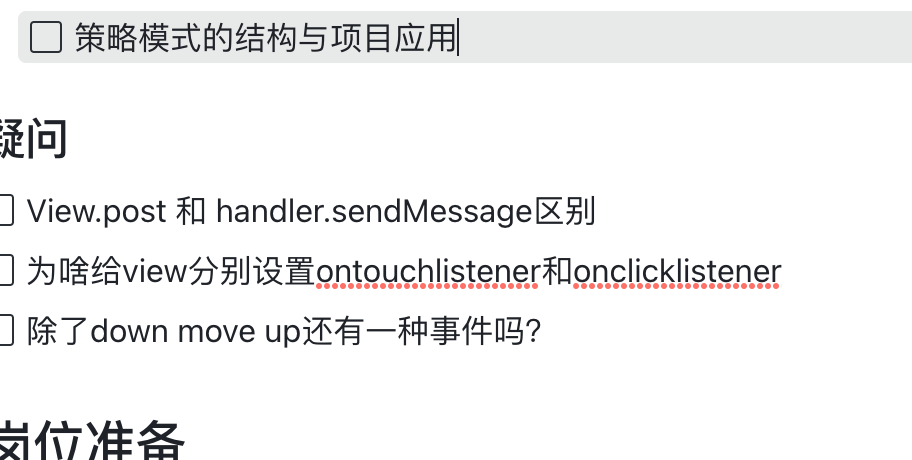 策略模式的结构与项目应用
疑问
View.post 和 handler.sendMessage区别
为啥给view分别设置ontouchlistener和onclicklistener
除了down move up还有一种事件吗?
岗位准备